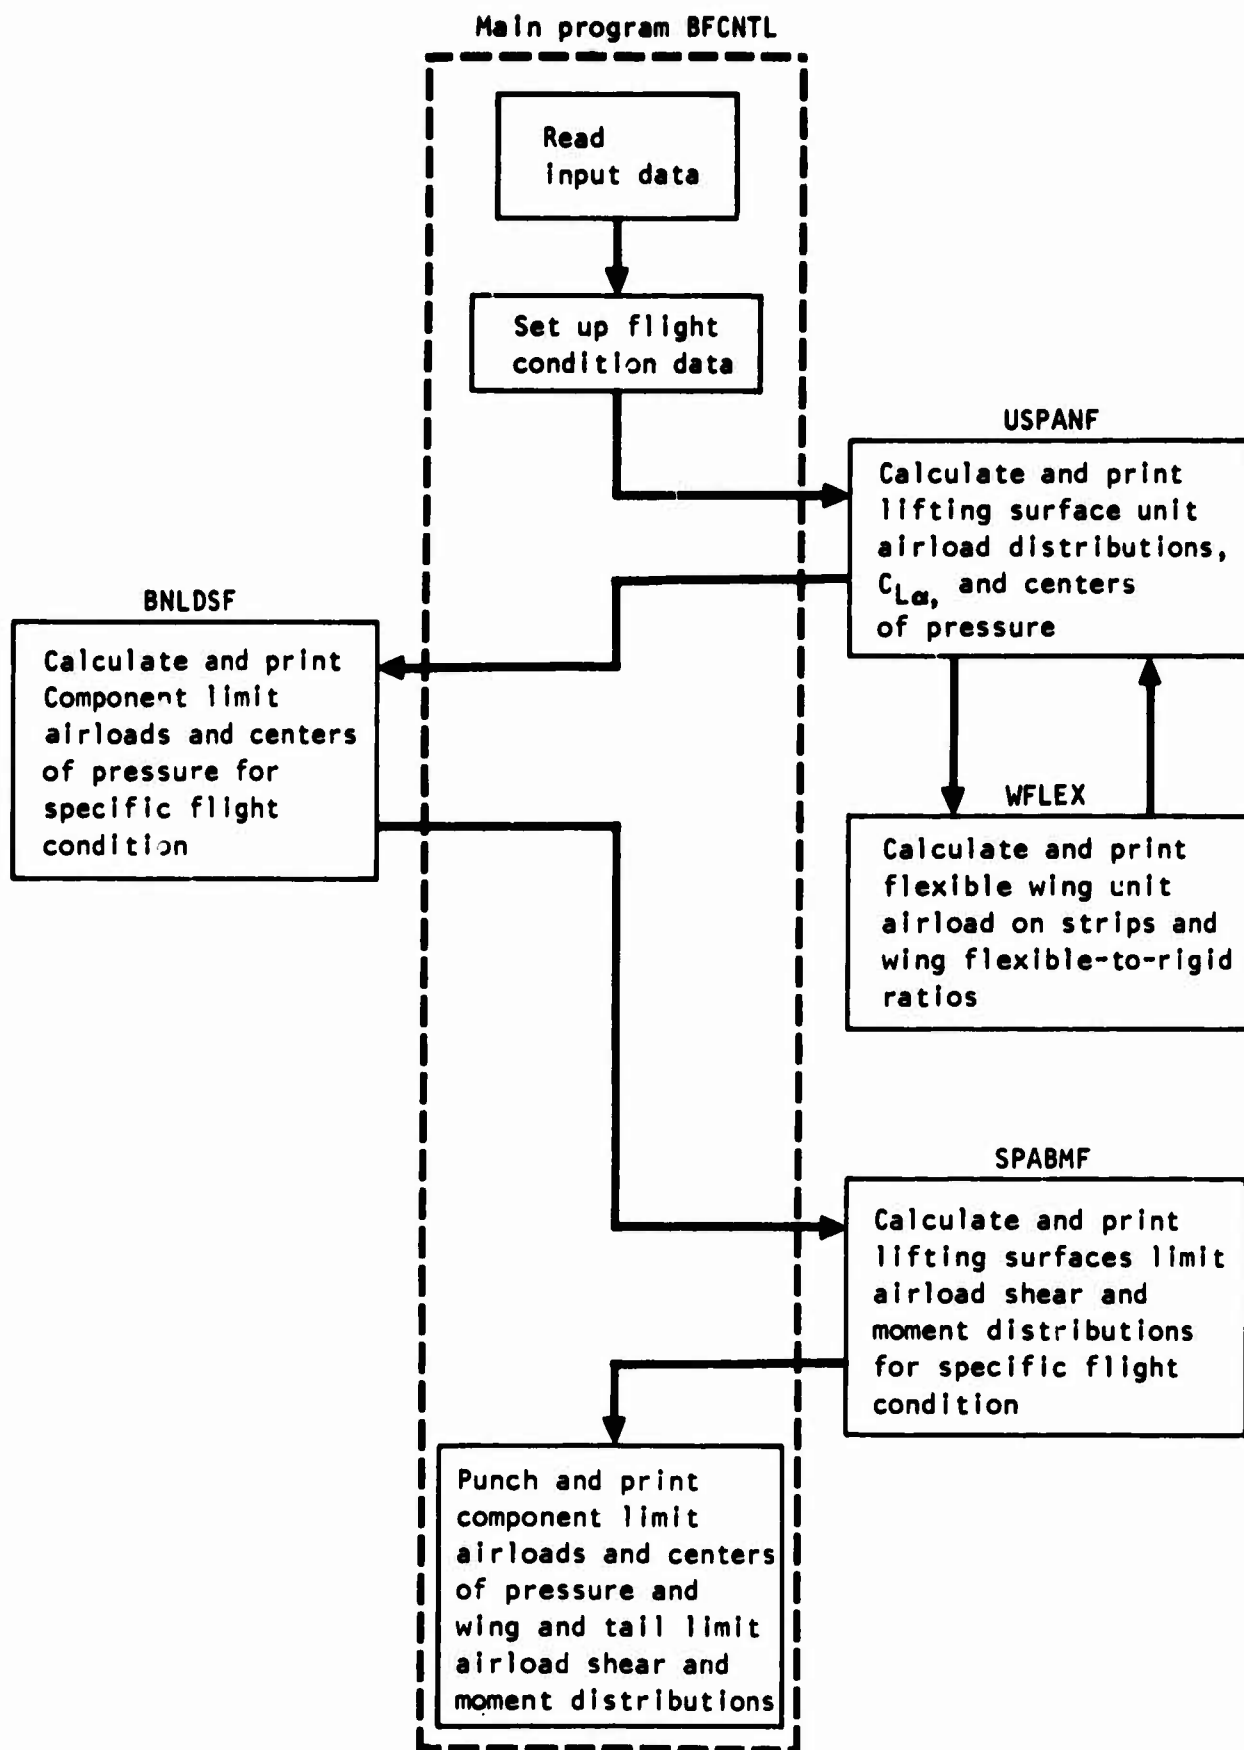 Main program BFCNTL
Read
input data
Set up flight
condition data
USPANF
Calculate and print
lifting surface unit
airload distributions,
CLα, and centers
of pressure
BNLDSF
Calculate and print
Component limit
airloads and centers
of pressure for
specific flight
condition
WFLEX
Calculate and print
flexible wing unit
airload on strips and
wing flexible-to-rigid
ratios
SPABMF
Calculate and print
lifting surfaces limit
airload shear and
moment distributions
for specific flight
condition
Punch and print
component limit
airloads and centers
of pressure and
wing and tail limit
airload shear and
moment distributions